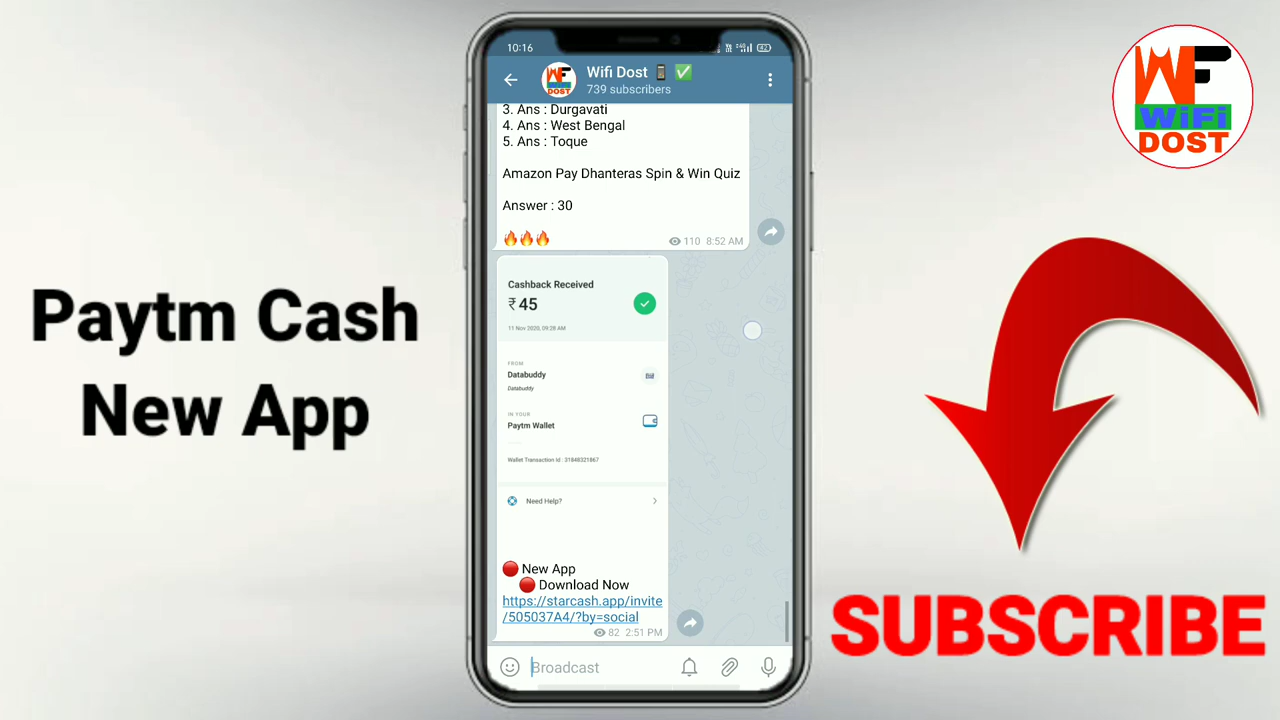 Paytm Cash
New App
10:16
42
Wifi Dost 📱 ✅
739 subscribers
3. Ans : Durgavati
4. Ans : West Bengal
5. Ans : Toque
Amazon Pay Dhanteras Spin & Win Quiz
Answer : 30
🔥🔥🔥
110 8:52 AM
Cashback Received
₹45
11 Nov 2020, 09:28 AM
FROM
Databuddy
Databuddy
IN YOUR
Paytm Wallet
Wallet Transaction Id : 31848321867
Need Help?
🔴 New App
🔴 Download Now
https://starcash.app/invite
/505037A4/?by=social
82 2:51 PM
Broadcast
WF
WiFi
DOST
SUBSCRIBE